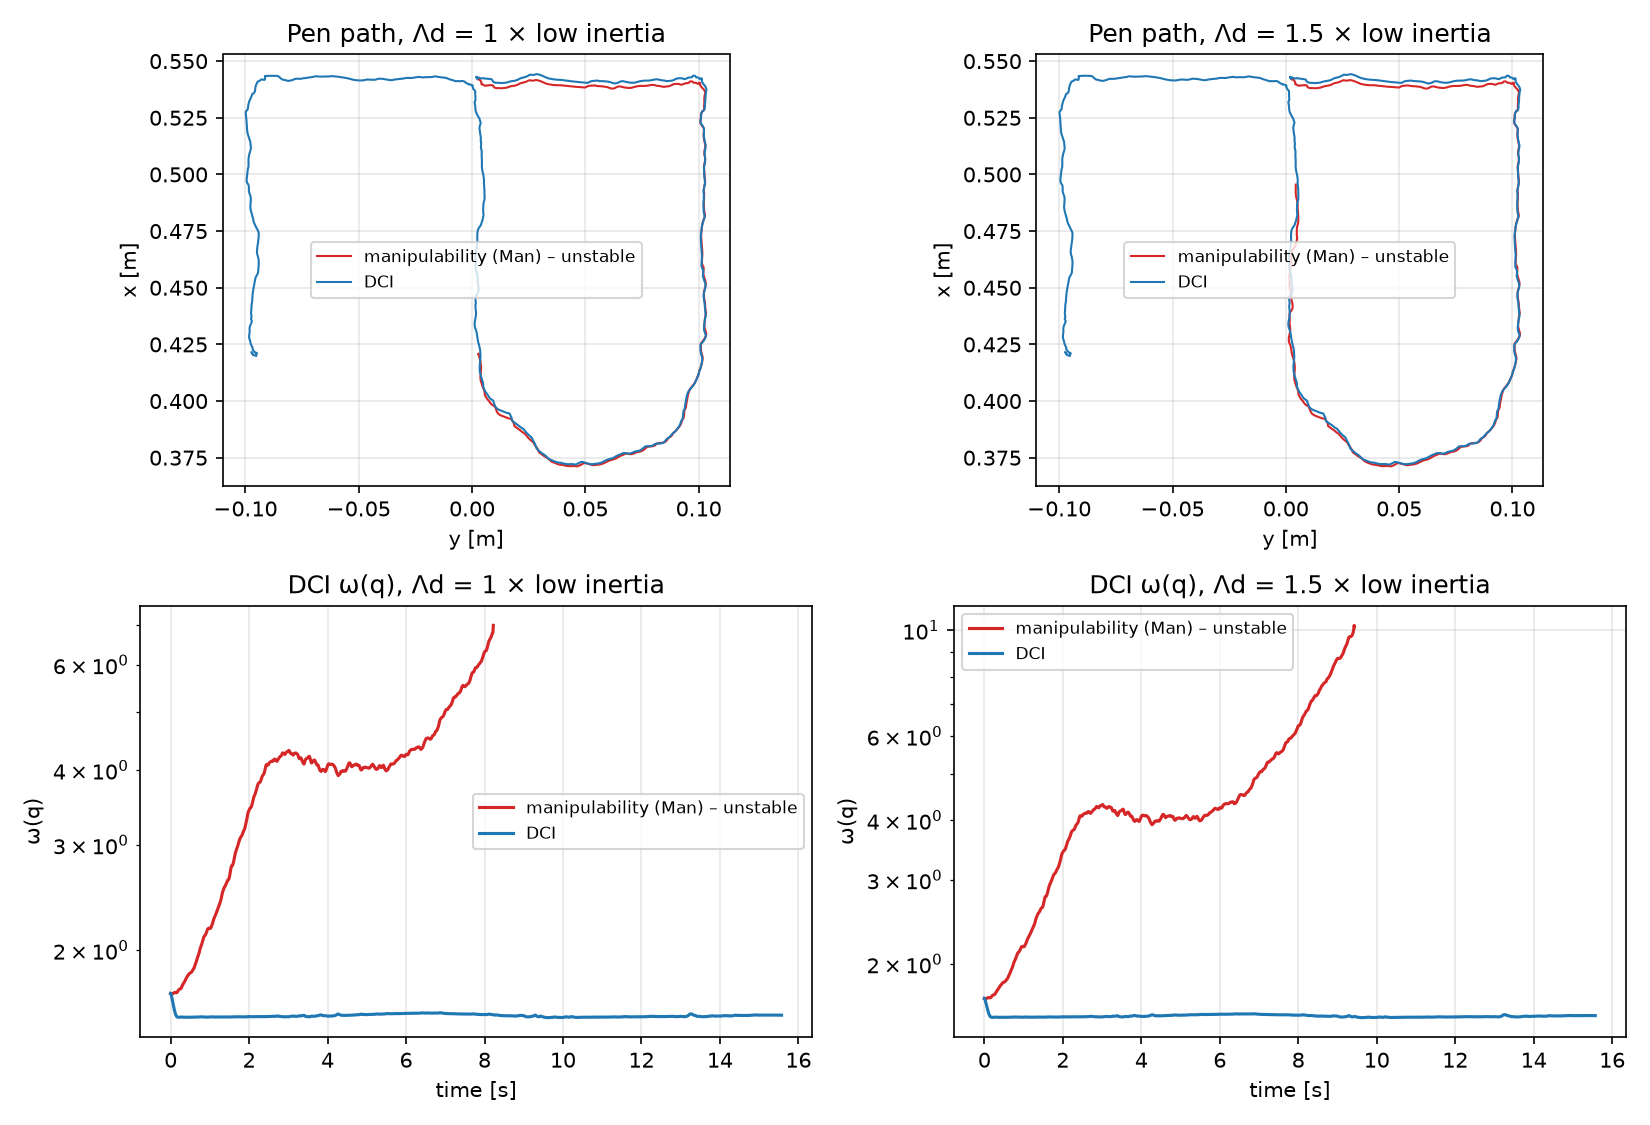 Pen path, Λd = 1 × low inertia
0.550
0.525
0.500
0.475
0.450
0.425
0.400
0.375
x [m]
manipulability (Man) – unstable
DCI
−0.10
−0.05
0.00
0.05
0.10
y [m]
Pen path, Λd = 1.5 × low inertia
0.550
0.525
0.500
0.475
0.450
0.425
0.400
0.375
x [m]
manipulability (Man) – unstable
DCI
−0.10
−0.05
0.00
0.05
0.10
y [m]
DCI ω(q), Λd = 1 × low inertia
6 × 10⁰
4 × 10⁰
3 × 10⁰
2 × 10⁰
ω(q)
manipulability (Man) – unstable
DCI
0
2
4
6
8
10
12
14
16
time [s]
DCI ω(q), Λd = 1.5 × low inertia
10¹
6 × 10⁰
4 × 10⁰
3 × 10⁰
2 × 10⁰
ω(q)
manipulability (Man) – unstable
DCI
0
2
4
6
8
10
12
14
16
time [s]